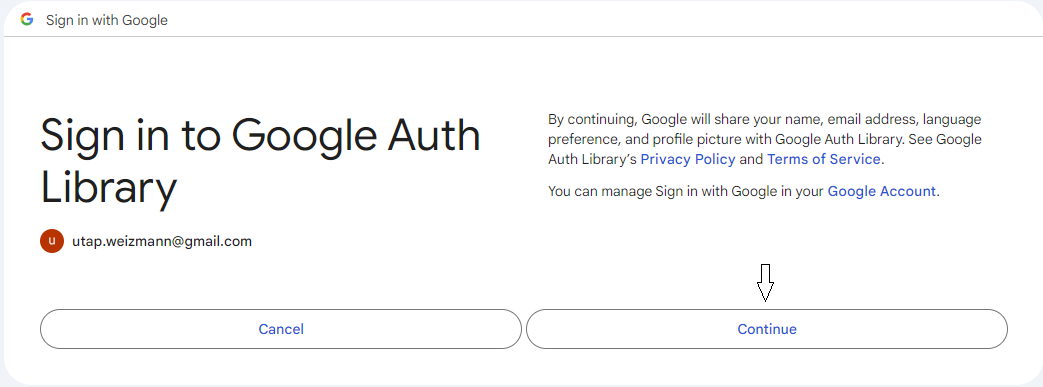 Sign in with Google
Sign in to Google Auth
Library
u
utap.weizmann@gmail.com
By continuing, Google will share your name, email address, language
preference, and profile picture with Google Auth Library. See Google
Auth Library's Privacy Policy and Terms of Service.
You can manage Sign in with Google in your Google Account.
Cancel
Continue